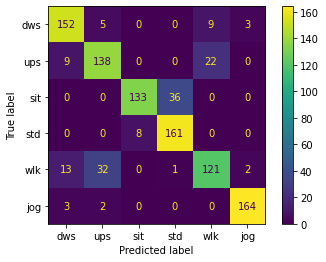 dws 152 5 0 0 9 3
ups 9 138 0 0 22 0
sit 0 0 133 36 0 0
std 0 0 8 161 0 0
wlk 13 32 0 1 121 2
jog 3 2 0 0 0 164
dws ups sit std wlk jog
Predicted label
True label
160
140
120
100
80
60
40
20
0